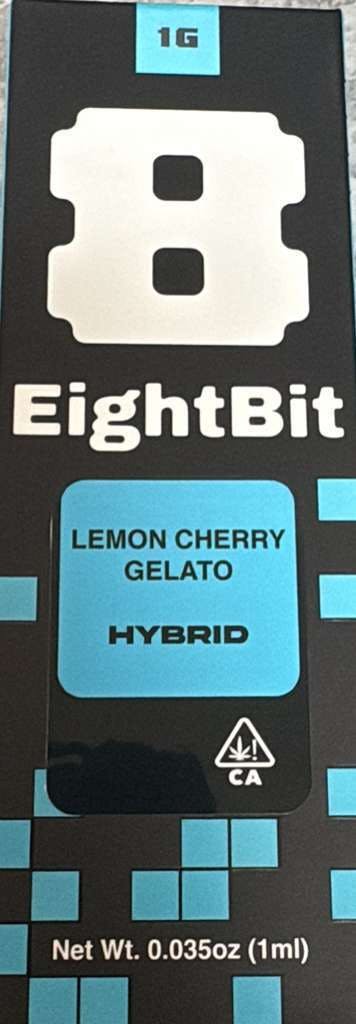 1G
8
EightBit
LEMON CHERRY
GELATO
HYBRID
CA
Net Wt. 0.035oz (1ml)